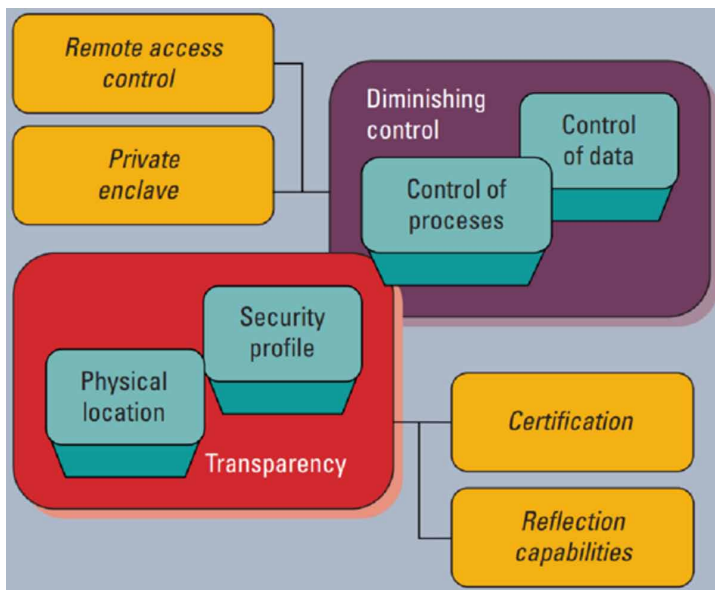 Remote access
control
Private
enclave
Diminishing
control
Control
of data
Control of
proceses
Security
profile
Physical
location
Transparency
Certification
Reflection
capabilities